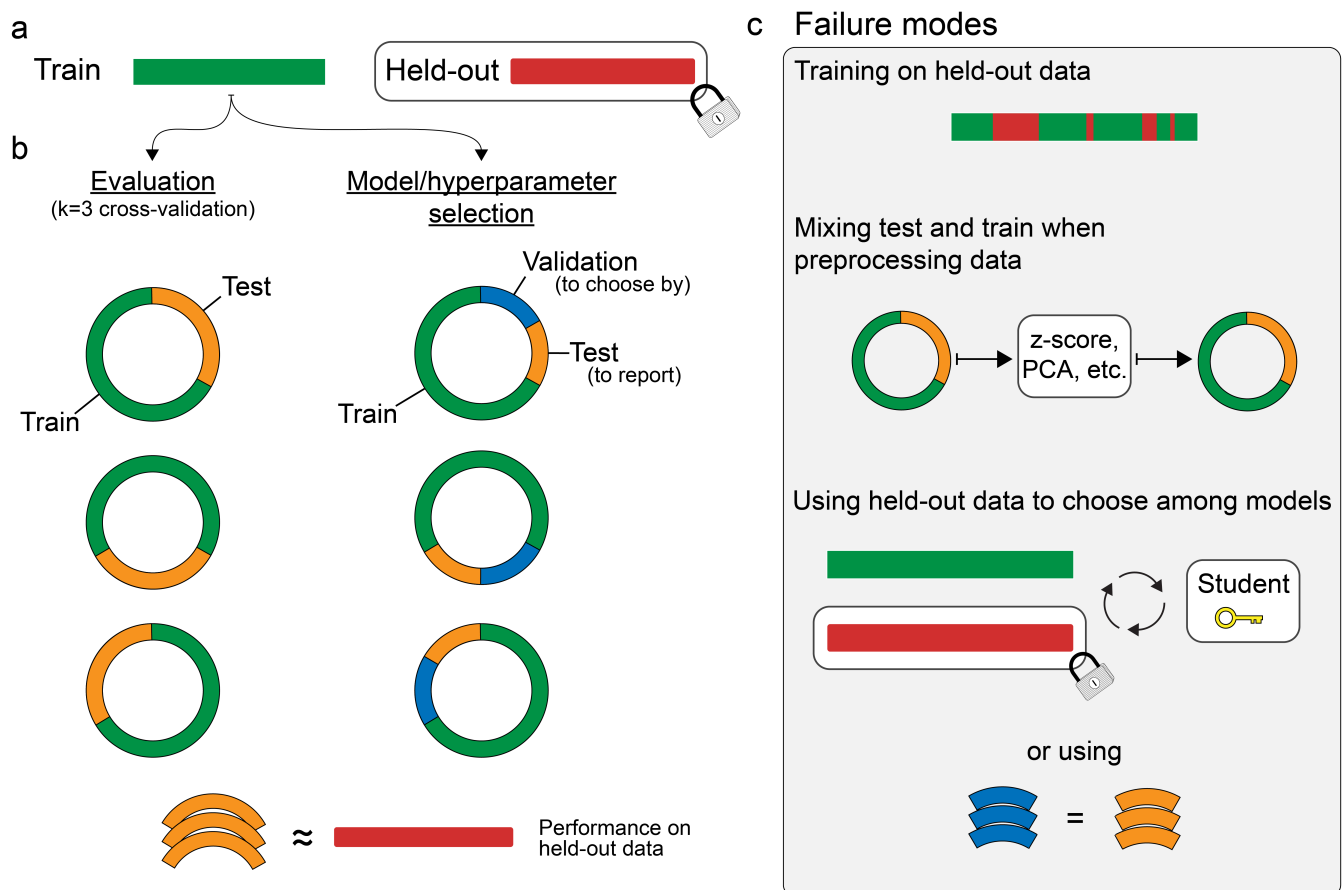 a
Train
Held-out
b
Evaluation
(k=3 cross-validation)
Model/hyperparameter
selection
Test
Train
Validation
(to choose by)
Test
(to report)
Train
≈
Performance on
held-out data
c Failure modes
Training on held-out data
Mixing test and train when
preprocessing data
z-score,
PCA, etc.
Using held-out data to choose among models
Student
or using
=